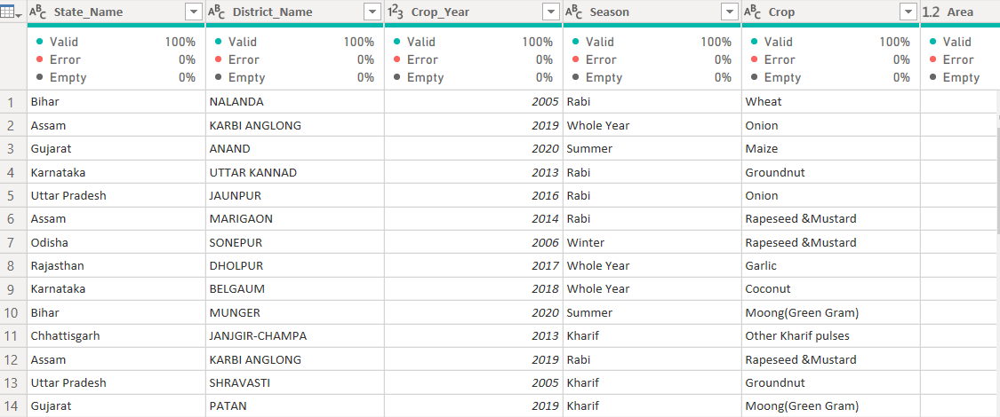 ABC State_Name ABC District_Name 123 Crop_Year ABC Season ABC Crop 1.2 Area
Valid 100% Valid 100% Valid 100% Valid 100% Valid 100% Valid
Error 0% Error 0% Error 0% Error 0% Error 0% Error
Empty 0% Empty 0% Empty 0% Empty 0% Empty 0% Empty
1 Bihar NALANDA 2005 Rabi Wheat
2 Assam KARBI ANGLONG 2019 Whole Year Onion
3 Gujarat ANAND 2020 Summer Maize
4 Karnataka UTTAR KANNAD 2013 Rabi Groundnut
5 Uttar Pradesh JAUNPUR 2016 Rabi Onion
6 Assam MARIGAON 2014 Rabi Rapeseed &Mustard
7 Odisha SONEPUR 2006 Winter Rapeseed &Mustard
8 Rajasthan DHOLPUR 2017 Whole Year Garlic
9 Karnataka BELGAUM 2018 Whole Year Coconut
10 Bihar MUNGER 2020 Summer Moong(Green Gram)
11 Chhattisgarh JANJGIR-CHAMPA 2013 Kharif Other Kharif pulses
12 Assam KARBI ANGLONG 2019 Rabi Rapeseed &Mustard
13 Uttar Pradesh SHRAVASTI 2005 Kharif Groundnut
14 Gujarat PATAN 2019 Kharif Moong(Green Gram)